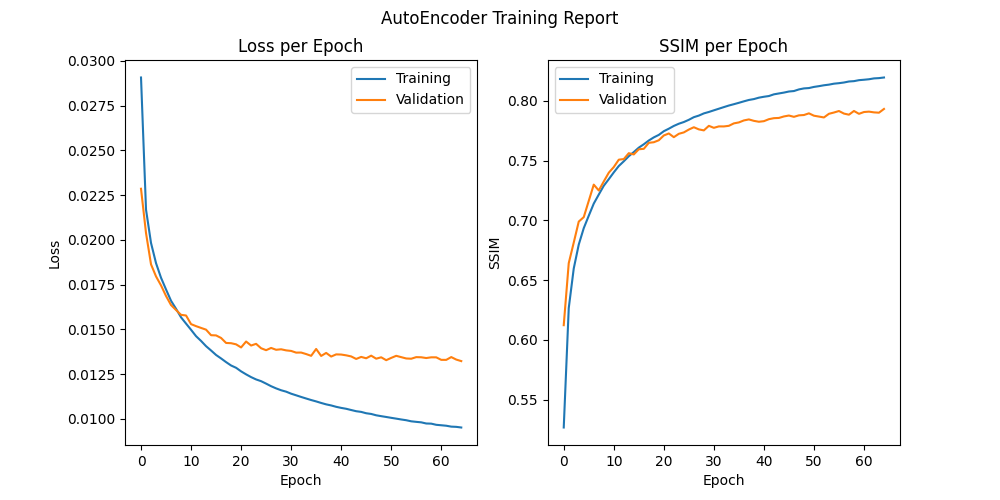 AutoEncoder Training Report
Loss per Epoch
0.0300
0.0275
0.0250
0.0225
0.0200
0.0175
0.0150
0.0125
0.0100
Loss
Training
Validation
0 10 20 30 40 50 60
Epoch
SSIM per Epoch
0.80
0.75
0.70
0.65
0.60
0.55
SSIM
Training
Validation
0 10 20 30 40 50 60
Epoch